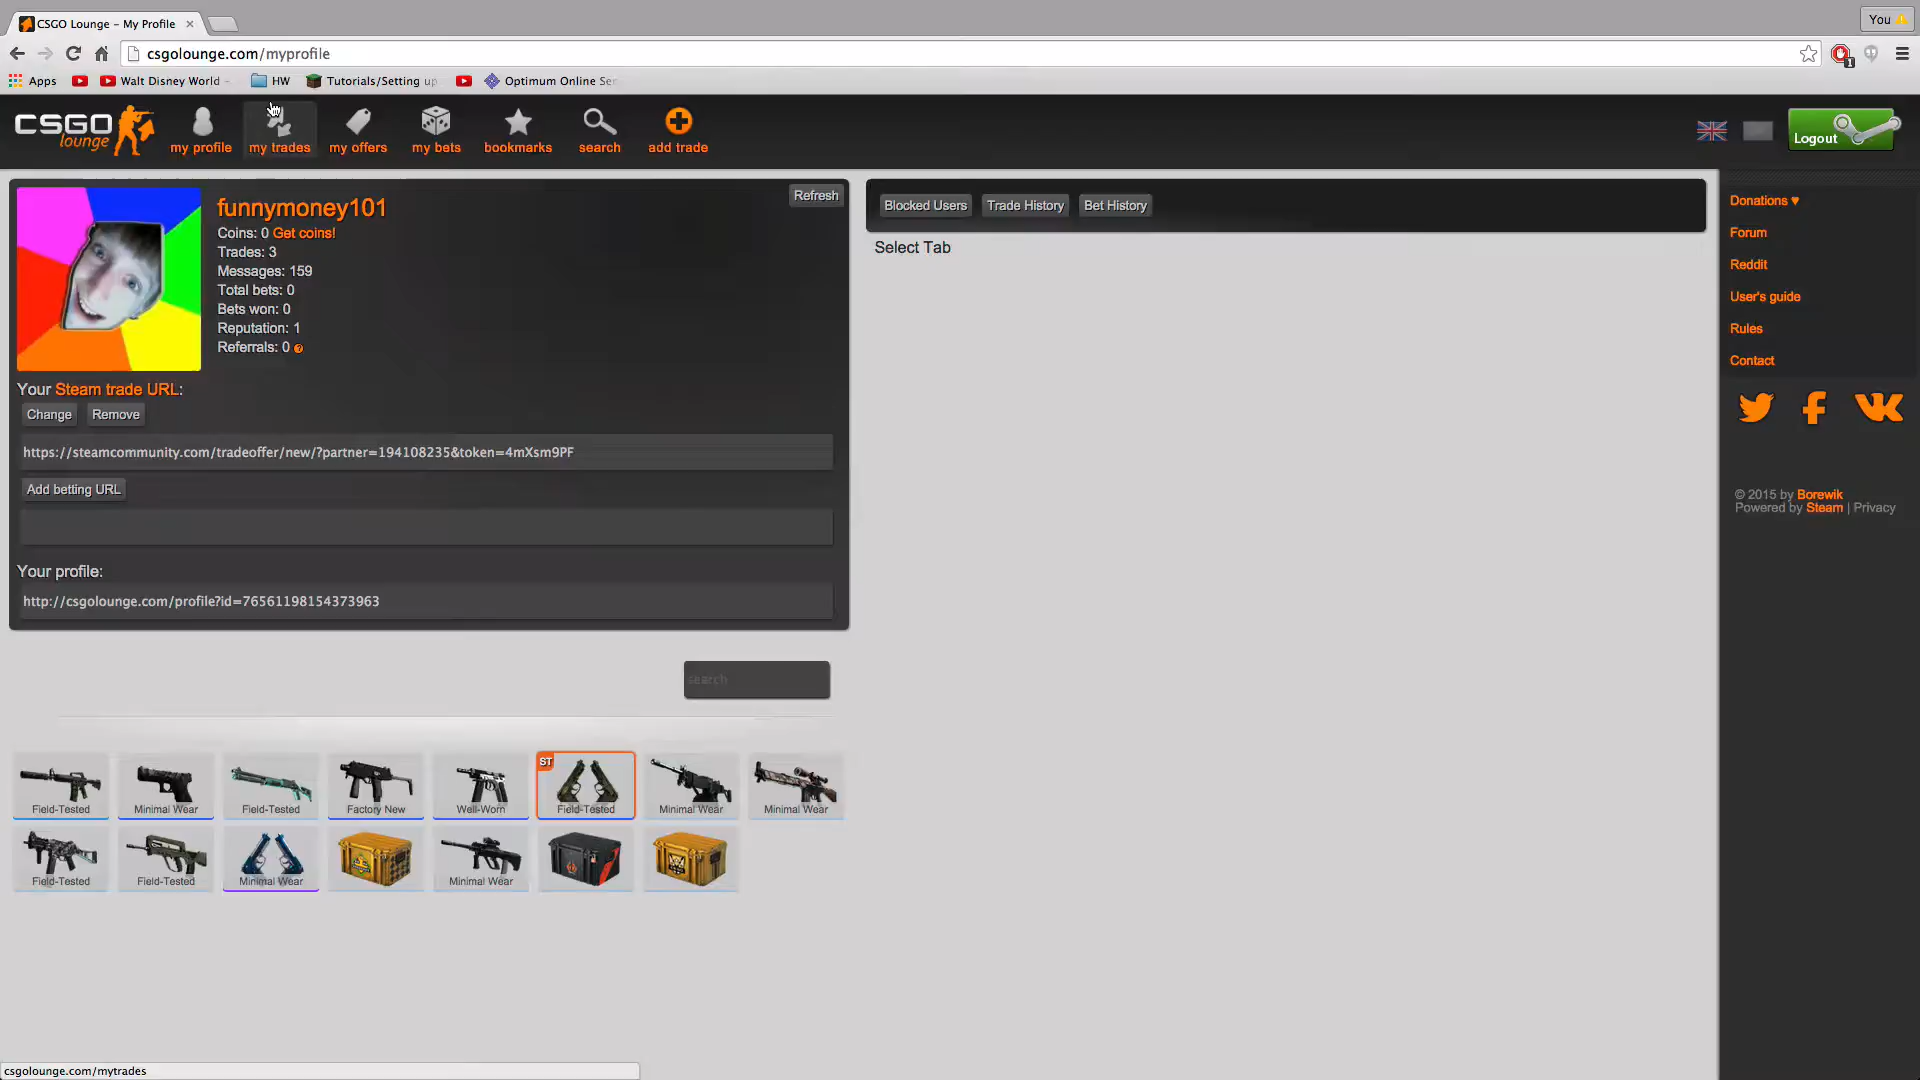 CSGO Lounge – My Profile
You
csgolounge.com/myprofile
1
Apps
Walt Disney World –
HW
Tutorials/Setting up
Optimum Online Se
CSGO lounge
my profile
my trades
my offers
my bets
bookmarks
search
add trade
Logout
funnymoney101
Refresh
Coins: 0 Get coins!
Trades: 3
Messages: 159
Total bets: 0
Bets won: 0
Reputation: 1
Referrals: 0 ?
Your Steam trade URL:
Change
Remove
https://steamcommunity.com/tradeoffer/new/?partner=194108235&token=4mXsm9PF
Add betting URL
Your profile:
http://csgolounge.com/profile?id=76561198154373963
Blocked Users
Trade History
Bet History
Select Tab
Donations ♥
Forum
Reddit
User's guide
Rules
Contact
© 2015 by Borewik
Powered by Steam | Privacy
search
Field-Tested
Minimal Wear
Field-Tested
Factory New
Well-Worn
ST
Field-Tested
Minimal Wear
Minimal Wear
Field-Tested
Field-Tested
Minimal Wear
Minimal Wear
csgolounge.com/mytrades